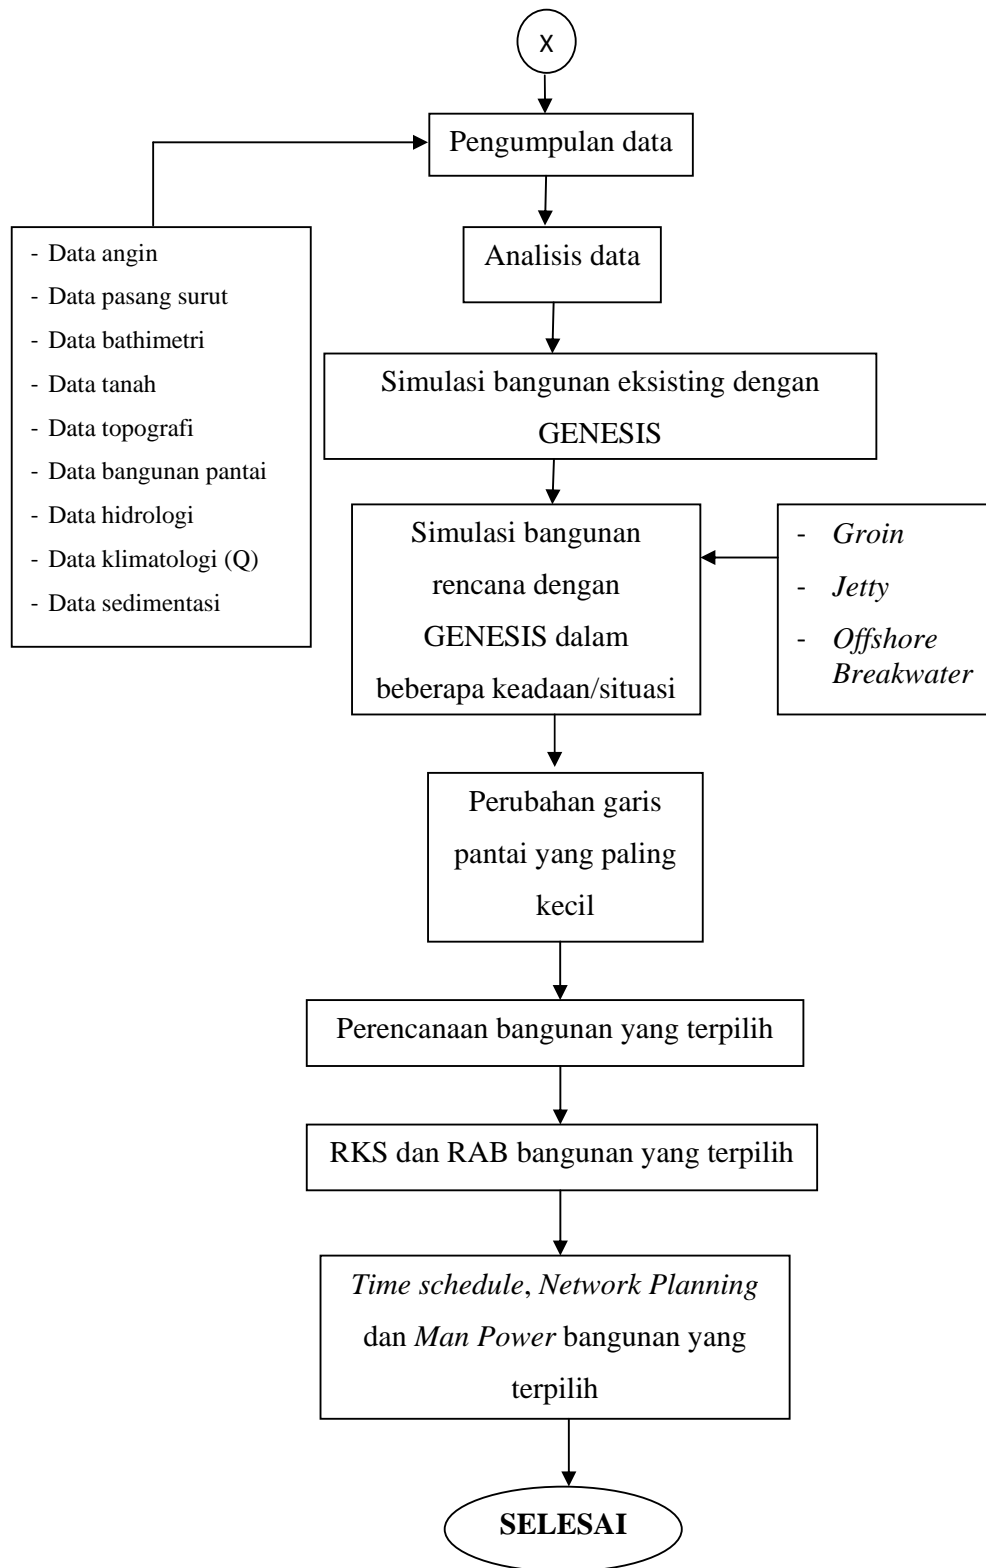 X
Pengumpulan data
Analisis data
- Data angin
- Data pasang surut
- Data bathimetri
- Data tanah
- Data topografi
- Data bangunan pantai
- Data hidrologi
- Data klimatologi (Q)
- Data sedimentasi
Simulasi bangunan eksisting dengan
GENESIS
Simulasi bangunan
rencana dengan
GENESIS dalam
beberapa keadaan/situasi
- Groin
- Jetty
- Offshore
Breakwater
Perubahan garis
pantai yang paling
kecil
Perencanaan bangunan yang terpilih
RKS dan RAB bangunan yang terpilih
Time schedule, Network Planning
dan Man Power bangunan yang
terpilih
SELESAI